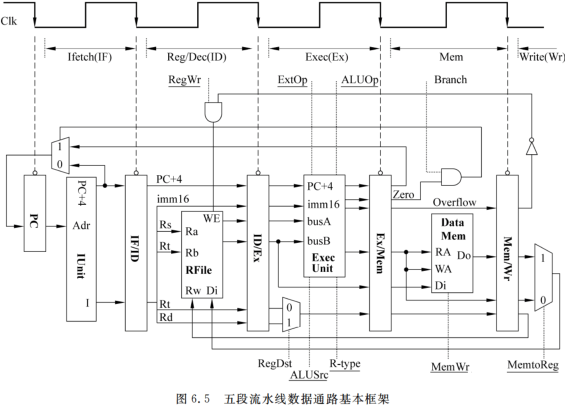 Clk
Ifetch(IF)
Reg/Dec(ID)
Exec(Ex)
Mem
Write(Wr)
RegWr
ExtOp
ALUOp
Branch
1
0
PC+4
PC+4
Zero
imm16
imm16
Overflow
PC
Adr
IUnit
I
IF/ID
WE
Rs
Ra
Rt
Rb
RFile
Rw Di
Rt
Rd
ID/Ex
PC+4
busA
busB
Exec
Unit
0
1
Ex/Mem
Data
Mem
RA Do
WA
Di
Mem/Wr
1
0
RegDst
R-type
MemWr
MemtoReg
ALUSrc
图 6.5 五段流水线数据通路基本框架